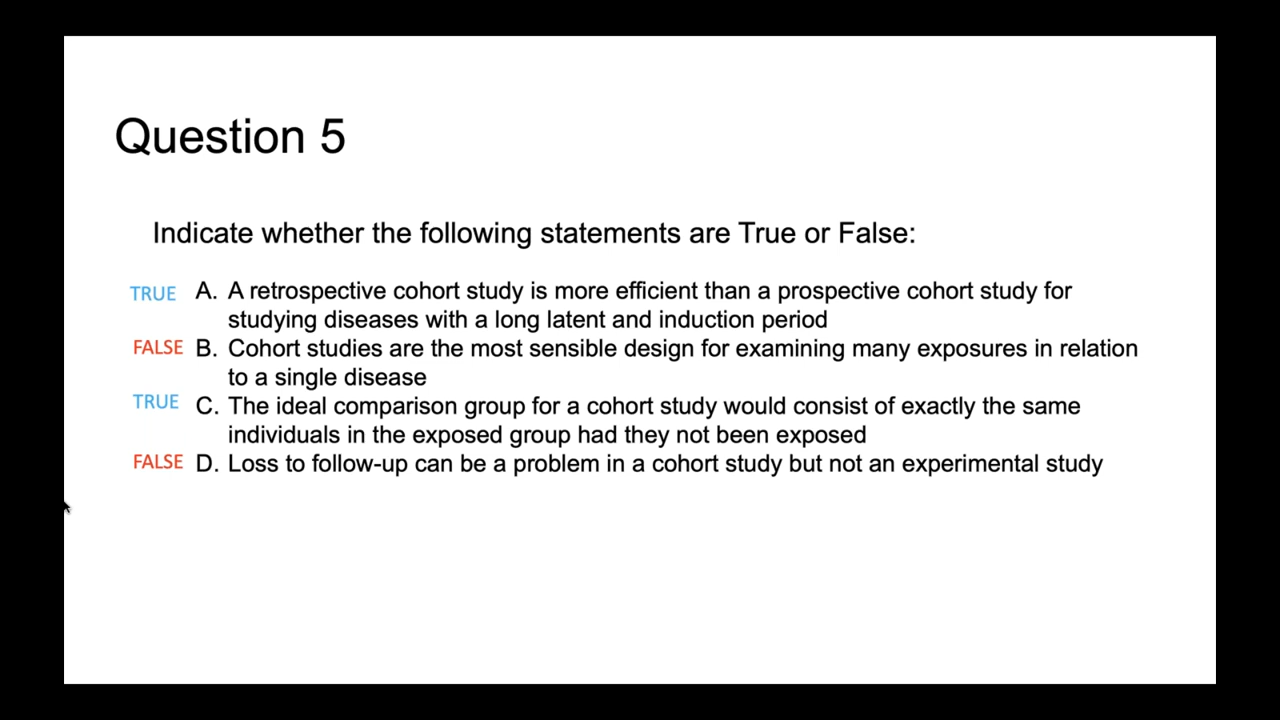 Question 5
Indicate whether the following statements are True or False:
TRUE A. A retrospective cohort study is more efficient than a prospective cohort study for
studying diseases with a long latent and induction period
FALSE B. Cohort studies are the most sensible design for examining many exposures in relation
to a single disease
TRUE C. The ideal comparison group for a cohort study would consist of exactly the same
individuals in the exposed group had they not been exposed
FALSE D. Loss to follow-up can be a problem in a cohort study but not an experimental study